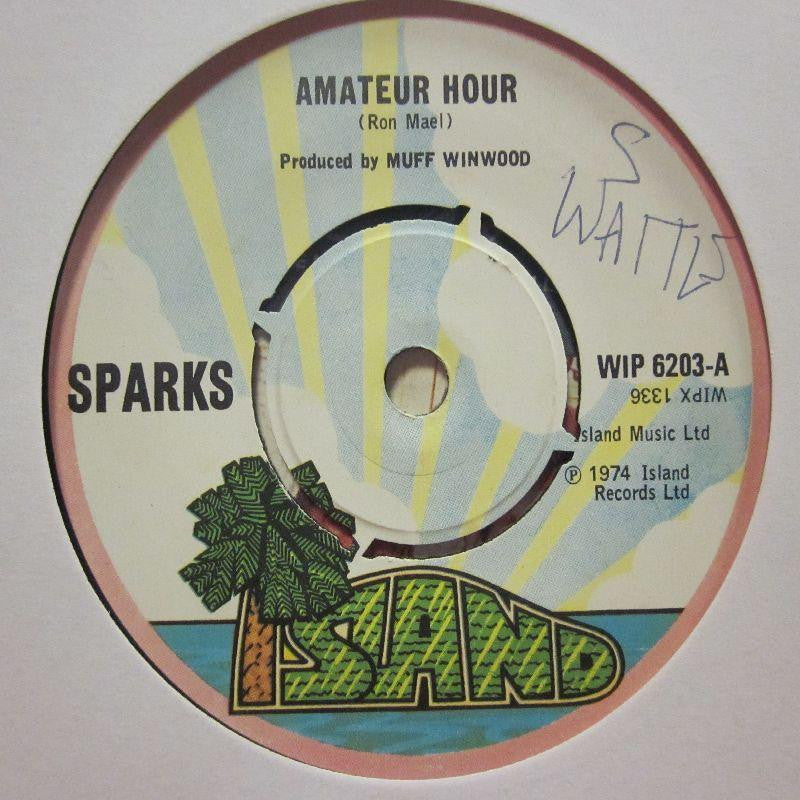 AMATEUR HOUR
(Ron Mael)
Produced by MUFF WINWOOD
S
SPARKS
WIP 6203-A
WIPX 1336
Island Music Ltd
℗ 1974 Island
Records Ltd
ISLAND